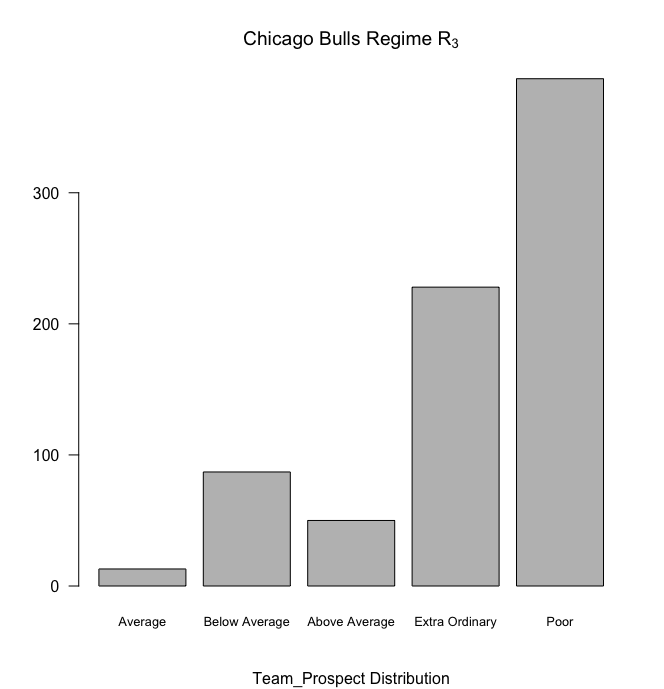 Chicago Bulls Regime R₃
300
200
100
0
Average Below Average Above Average Extra Ordinary Poor
Team_Prospect Distribution